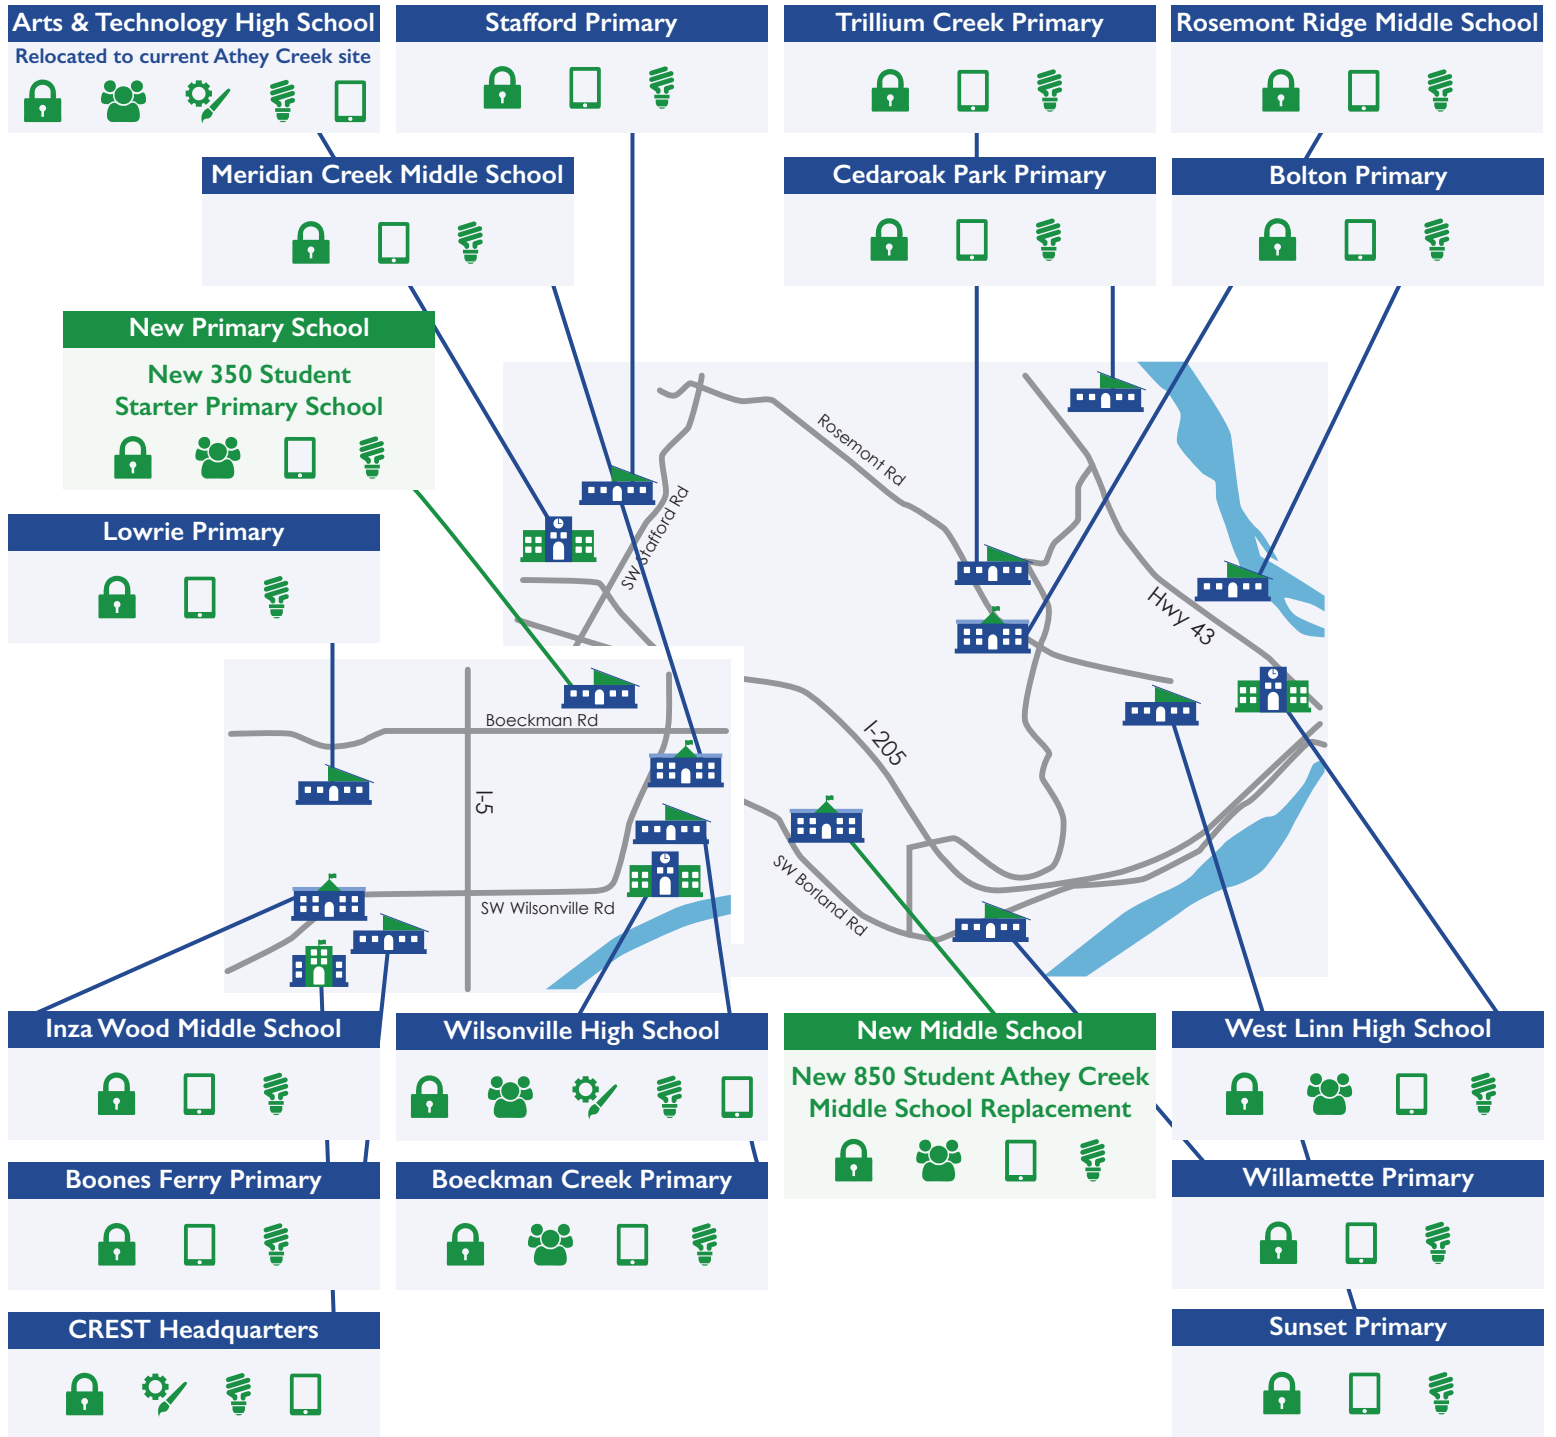 Arts & Technology High School
Relocated to current Athey Creek site
Stafford Primary
Trillium Creek Primary
Rosemont Ridge Middle School
Meridian Creek Middle School
Cedaroak Park Primary
Bolton Primary
New Primary School
New 350 Student
Starter Primary School
Lowrie Primary
Rosemont Rd
SW Stafford Rd
Hwy 43
Boeckman Rd
I-205
I-5
SW Borland Rd
SW Wilsonville Rd
Inza Wood Middle School
Wilsonville High School
New Middle School
New 850 Student Athey Creek
Middle School Replacement
West Linn High School
Boones Ferry Primary
Boeckman Creek Primary
Willamette Primary
CREST Headquarters
Sunset Primary